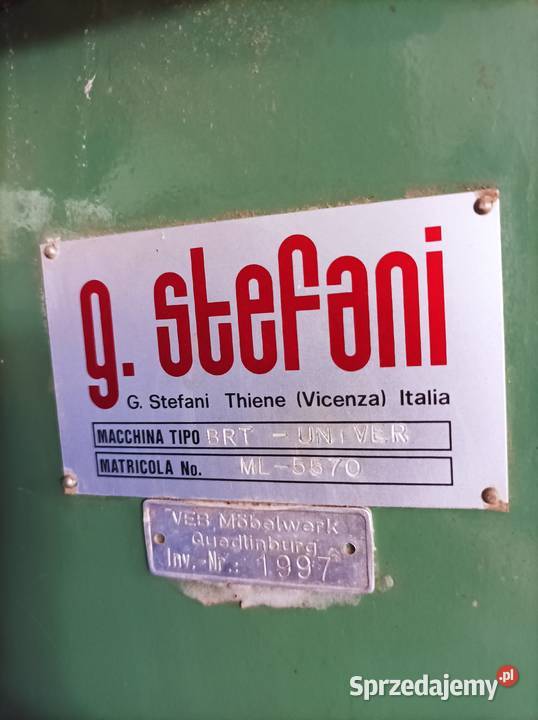 g. stefani
G. Stefani Thiene (Vicenza) Italia
MACCHINA TIPO BRT - UNIVER
MATRICOLA No. ML-5570
VEB Möbelwerk
Quedlinburg
Inv.-Nr.: 1997
Sprzedajemy.pl